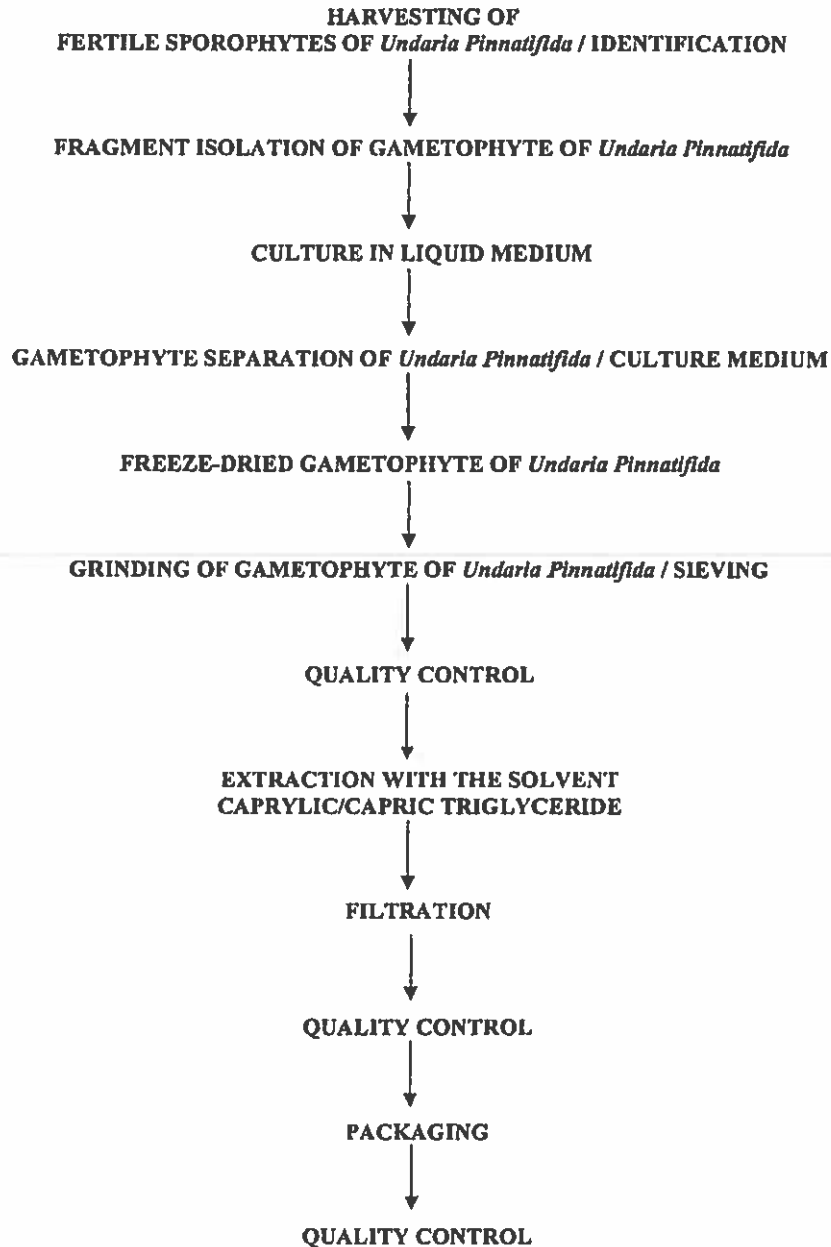 HARVESTING OF
FERTILE SPOROPHYTES OF Undaria Pinnatifida / IDENTIFICATION
FRAGMENT ISOLATION OF GAMETOPHYTE OF Undaria Pinnatifida
CULTURE IN LIQUID MEDIUM
GAMETOPHYTE SEPARATION OF Undaria Pinnatifida / CULTURE MEDIUM
FREEZE-DRIED GAMETOPHYTE OF Undaria Pinnatifida
GRINDING OF GAMETOPHYTE OF Undaria Pinnatifida / SIEVING
QUALITY CONTROL
EXTRACTION WITH THE SOLVENT
CAPRYLIC/CAPRIC TRIGLYCERIDE
FILTRATION
QUALITY CONTROL
PACKAGING
QUALITY CONTROL